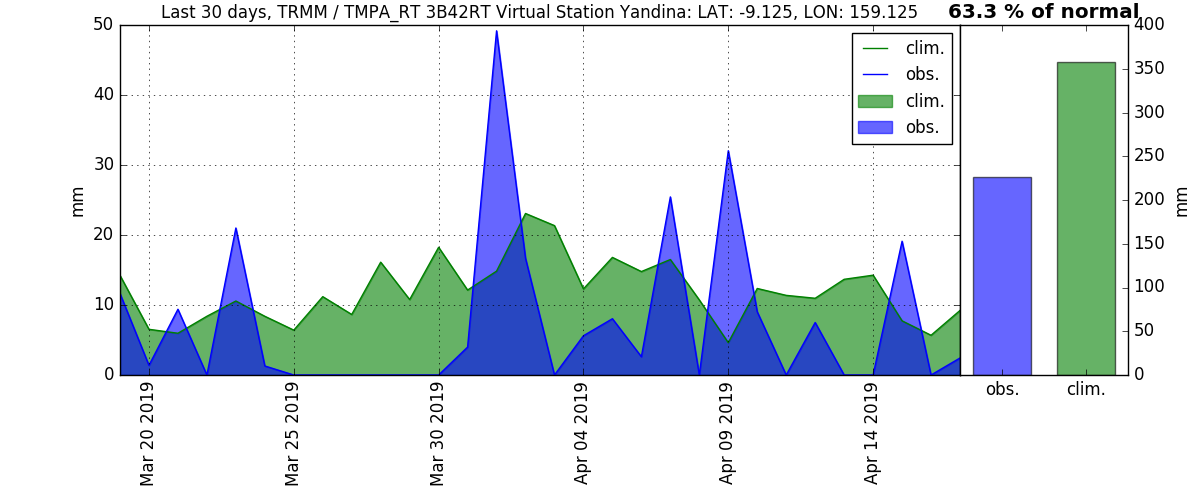 Last 30 days, TRMM / TMPA_RT 3B42RT Virtual Station Yandina: LAT: -9.125, LON: 159.125
63.3 % of normal
50
40
30
20
10
0
mm
clim.
obs.
clim.
obs.
400
350
300
250
200
150
100
50
0
mm
obs.
clim.
Mar 20 2019
Mar 25 2019
Mar 30 2019
Apr 04 2019
Apr 09 2019
Apr 14 2019